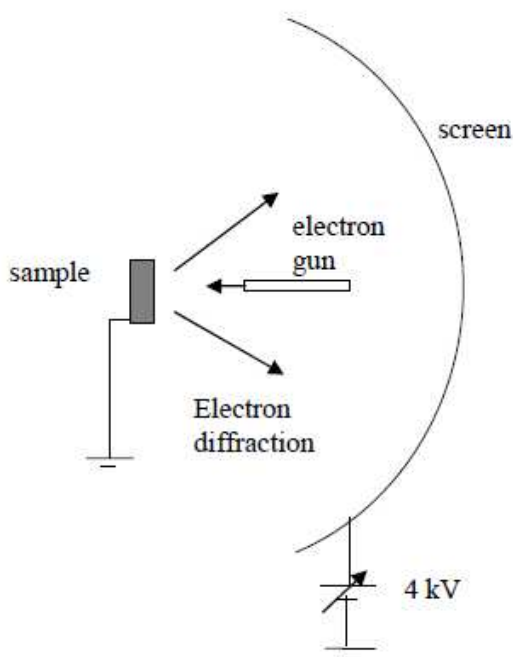 screen
electron
gun
sample
Electron
diffraction
4 kV